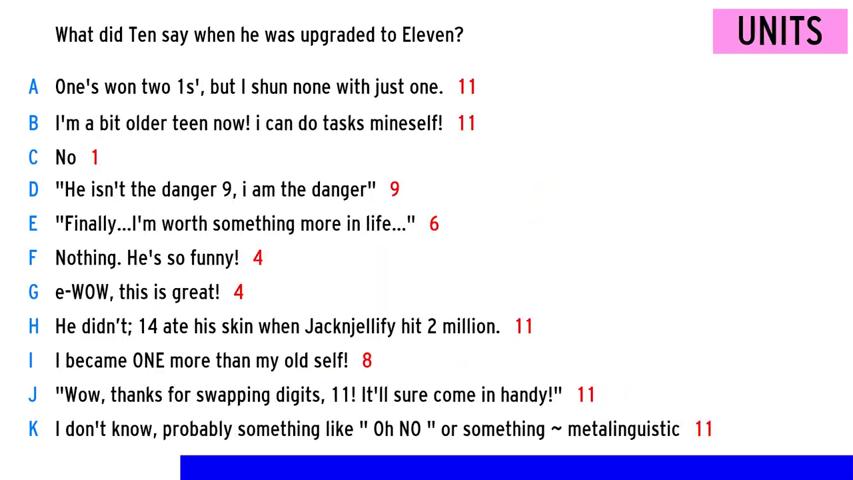 What did Ten say when he was upgraded to Eleven?
UNITS
A One's won two 1s', but I shun none with just one. 11
B I'm a bit older teen now! i can do tasks mineself! 11
C No 1
D "He isn't the danger 9, i am the danger" 9
E "Finally...I'm worth something more in life..." 6
F Nothing. He's so funny! 4
G e-WOW, this is great! 4
H He didn't; 14 ate his skin when Jacknjellify hit 2 million. 11
I I became ONE more than my old self! 8
J "Wow, thanks for swapping digits, 11! It'll sure come in handy!" 11
K I don't know, probably something like " Oh NO " or something ~ metalinguistic 11